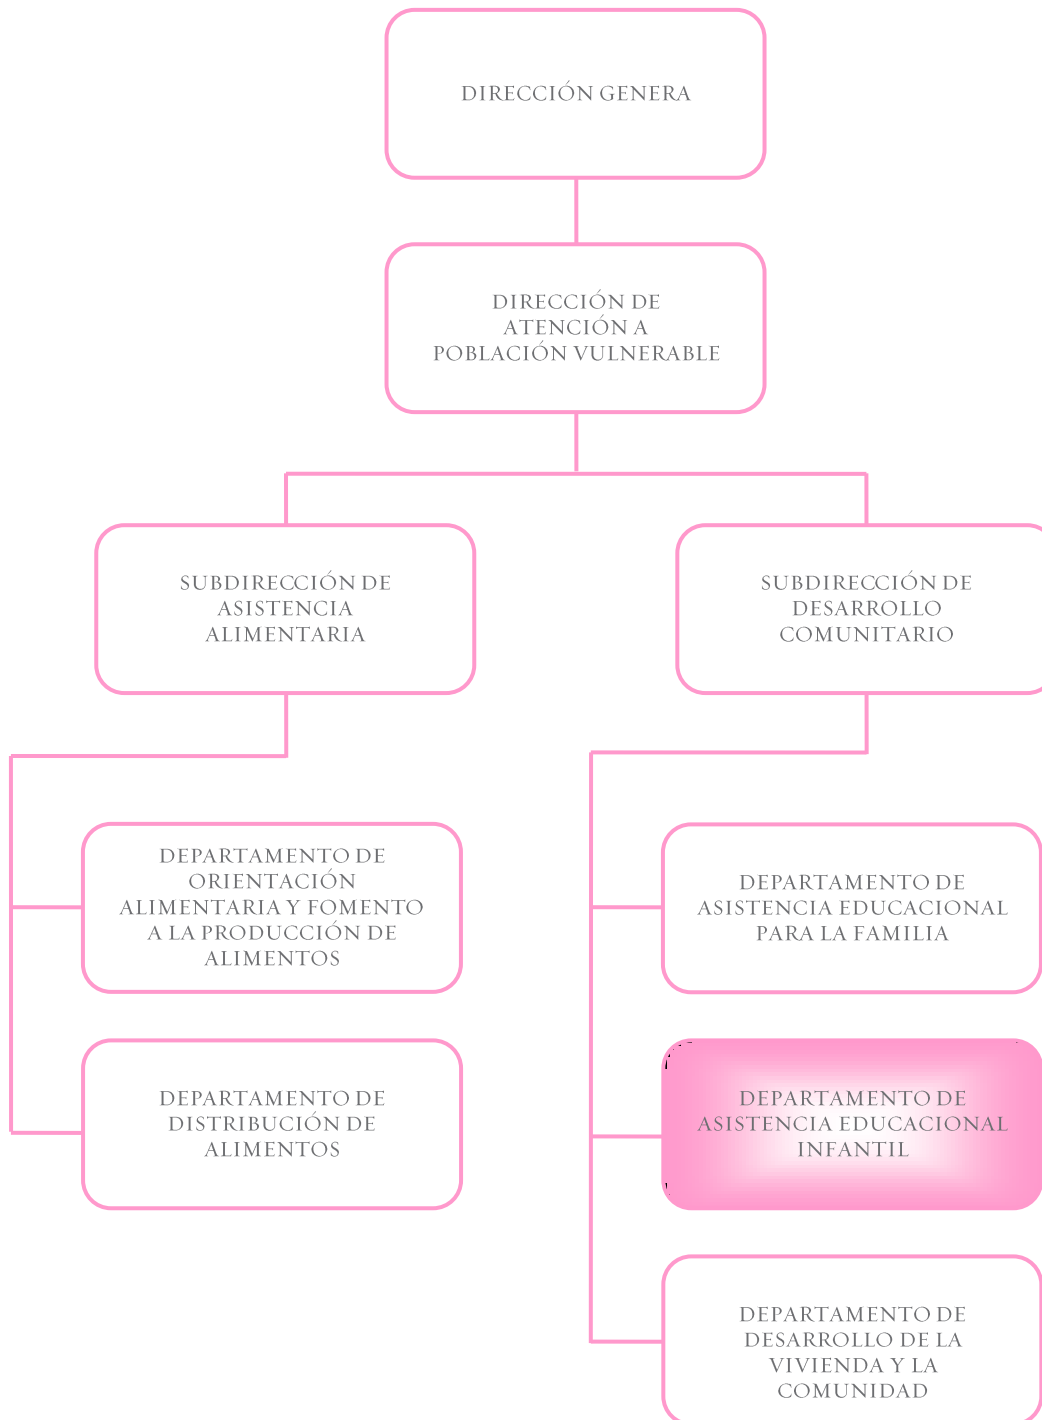 DIRECCIÓN GENERA
DIRECCIÓN DE
ATENCIÓN A
POBLACIÓN VULNERABLE
SUBDIRECCIÓN DE
ASISTENCIA
ALIMENTARIA
SUBDIRECCIÓN DE
DESARROLLO
COMUNITARIO
DEPARTAMENTO DE
ORIENTACIÓN
ALIMENTARIA Y FOMENTO
A LA PRODUCCIÓN DE
ALIMENTOS
DEPARTAMENTO DE
ASISTENCIA EDUCACIONAL
PARA LA FAMILIA
DEPARTAMENTO DE
DISTRIBUCIÓN DE
ALIMENTOS
DEPARTAMENTO DE
ASISTENCIA EDUCACIONAL
INFANTIL
DEPARTAMENTO DE
DESARROLLO DE LA
VIVIENDA Y LA
COMUNIDAD